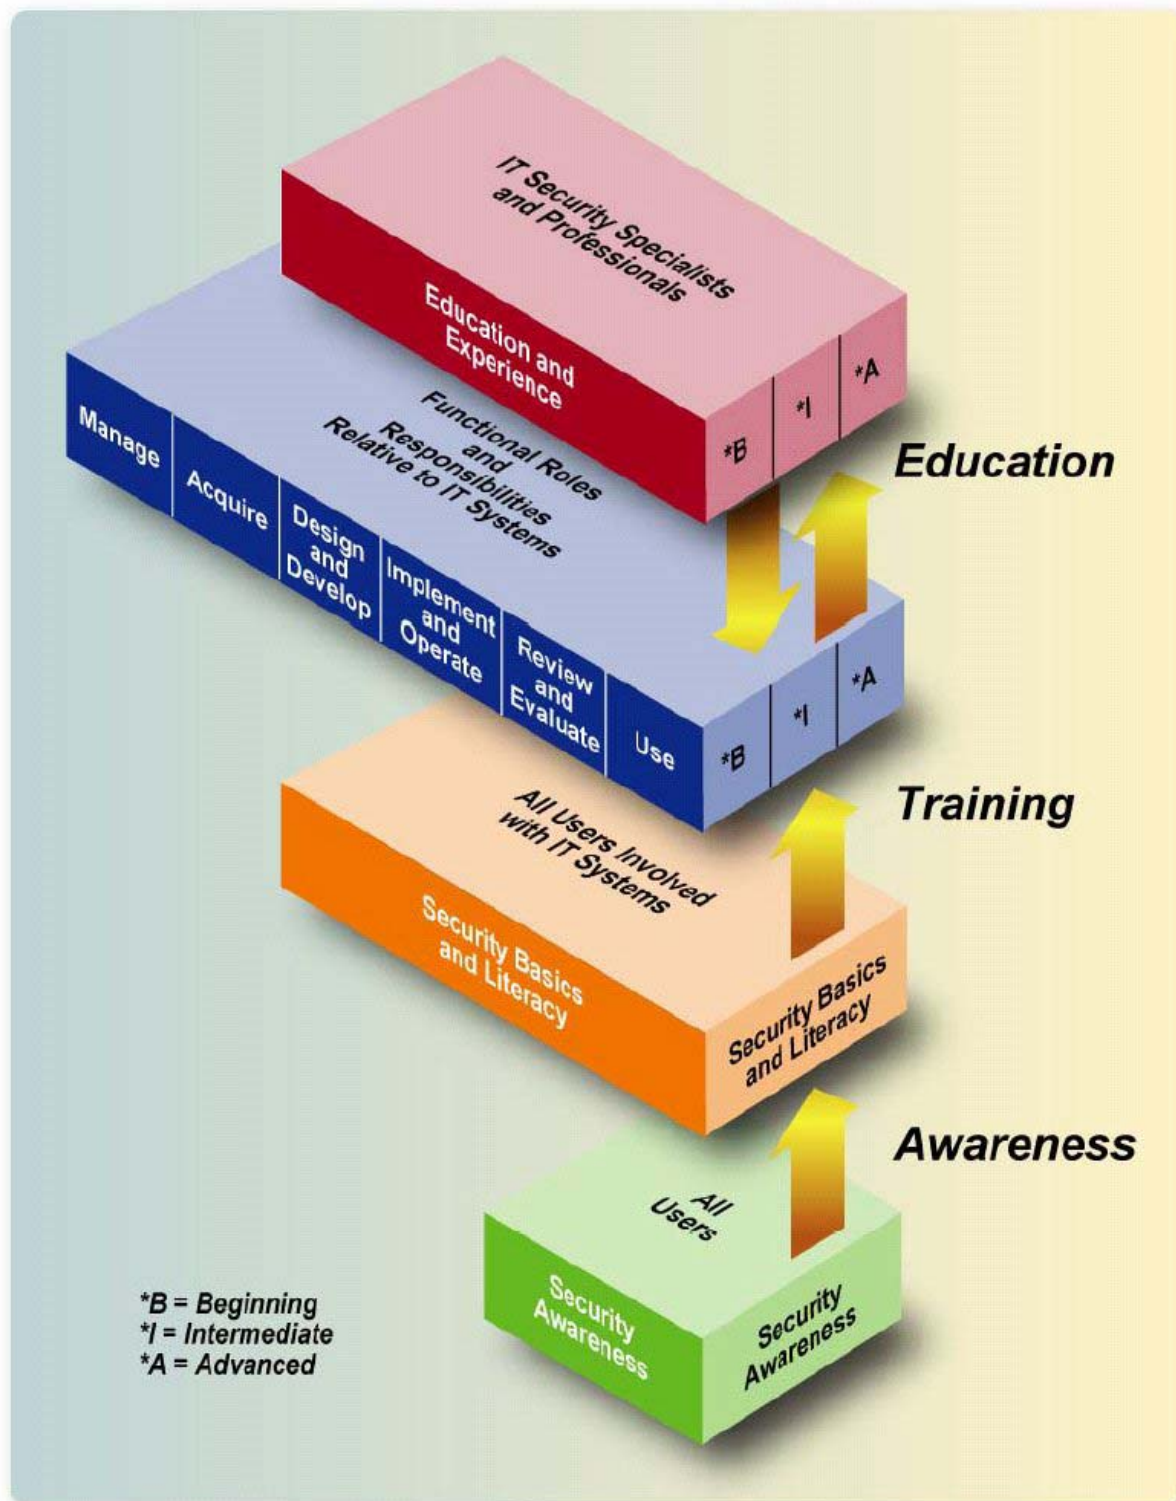 IT Security Specialists
and Professionals
Education and
Experience
*B
*I
*A
Education
Functional Roles
and
Responsibilities
Relative to IT Systems
Manage
Acquire
Design
and
Develop
Implement
and
Operate
Review
and
Evaluate
Use
*B
*I
*A
Training
All Users Involved
with IT Systems
Security Basics
and Literacy
Security Basics
and Literacy
Awareness
All
Users
Security
Awareness
Security
Awareness
*B = Beginning
*I = Intermediate
*A = Advanced